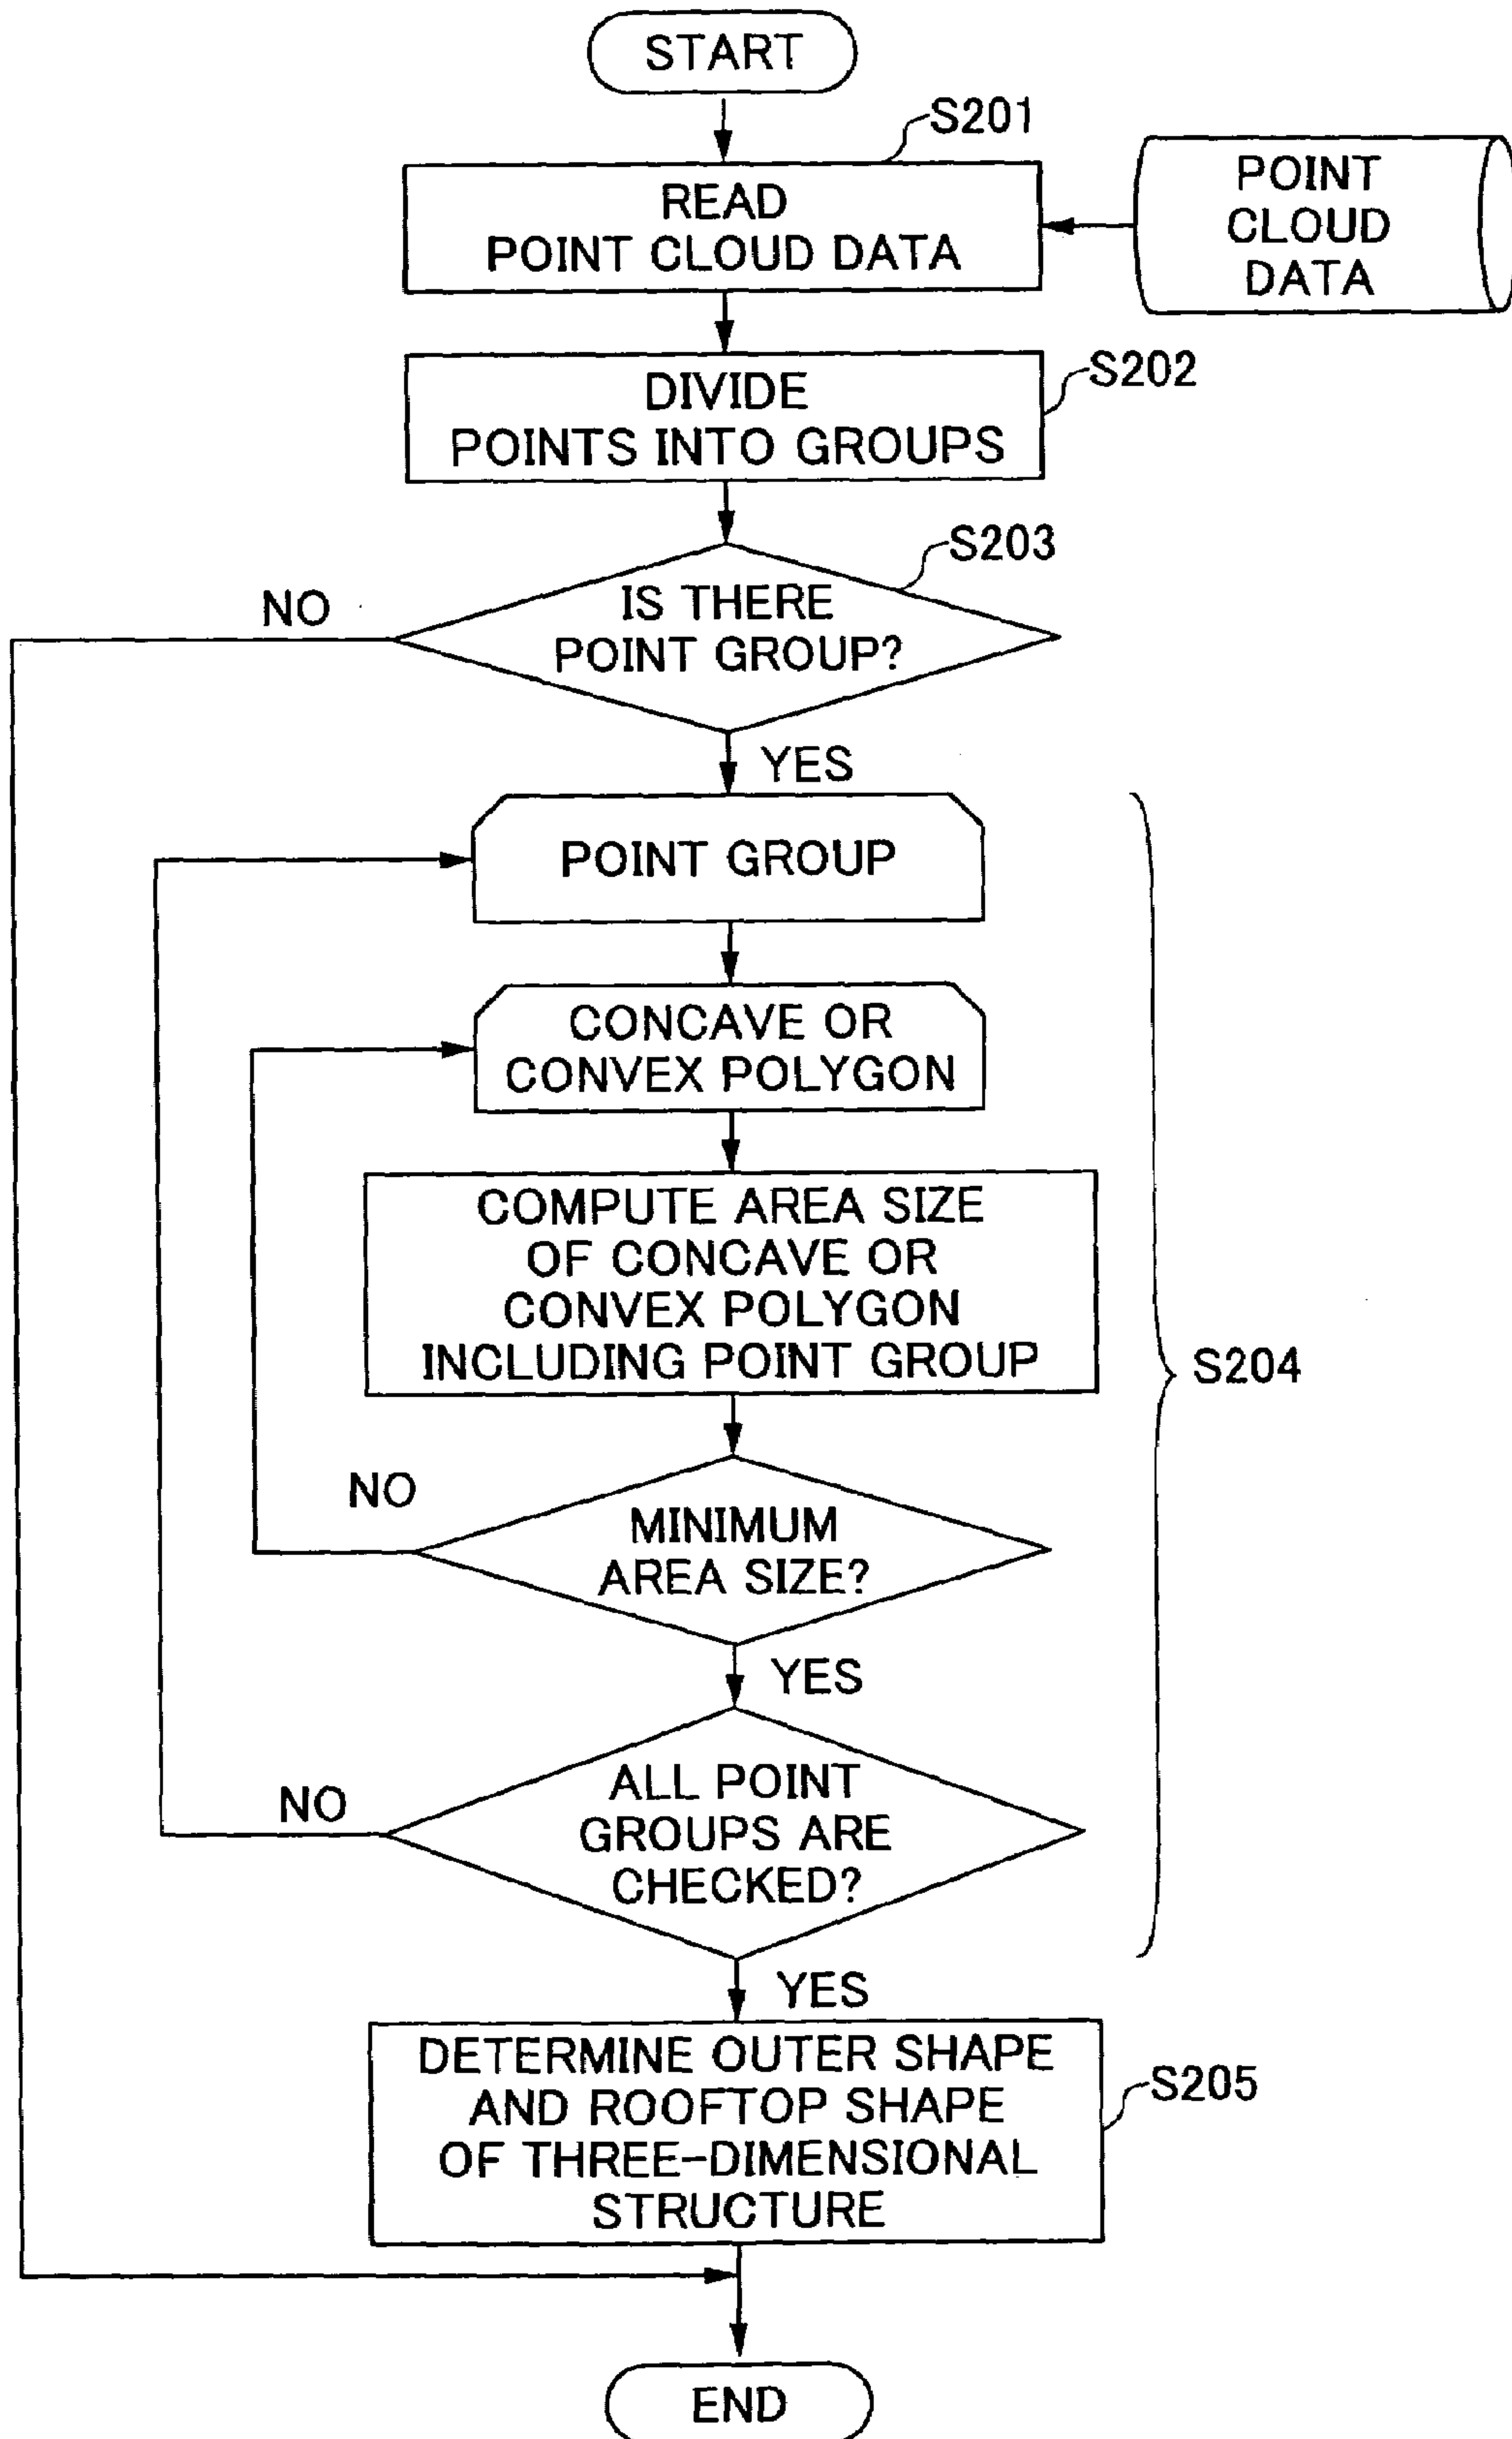 START
S201
READ
POINT CLOUD DATA
POINT
CLOUD
DATA
S202
DIVIDE
POINTS INTO GROUPS
S203
NO
IS THERE
POINT GROUP?
YES
POINT GROUP
CONCAVE OR
CONVEX POLYGON
COMPUTE AREA SIZE
OF CONCAVE OR
CONVEX POLYGON
INCLUDING POINT GROUP
S204
NO
MINIMUM
AREA SIZE?
YES
NO
ALL POINT
GROUPS ARE
CHECKED?
YES
DETERMINE OUTER SHAPE
AND ROOFTOP SHAPE
OF THREE-DIMENSIONAL
STRUCTURE
S205
END